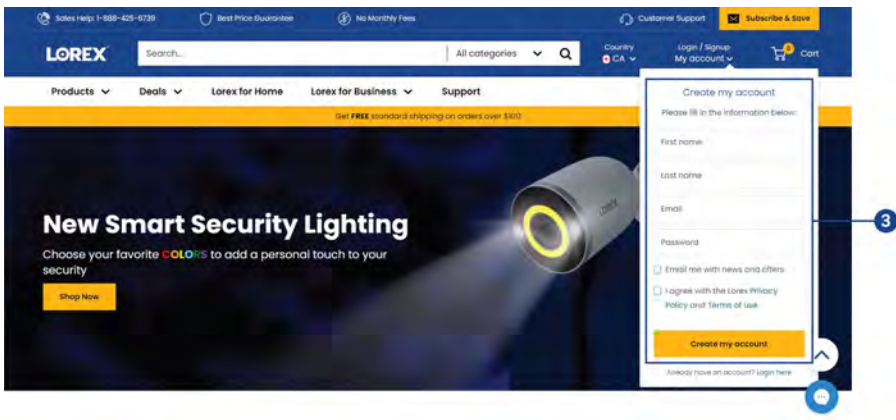 Sales Help: 1-888-425-6739 Best Price Guarantee No Monthly Fees Customer Support Subscribe & Save
LOREX Search... All categories Country CA Login / Signup My account 0 Cart
Products Deals Lorex for Home Lorex for Business Support
Get FREE standard shipping on orders over $100
New Smart Security Lighting
Choose your favorite COLORS to add a personal touch to your
security
Shop Now
LOREX
Create my account
Please fill in the information below:
First name
Last name
Email
Password
Email me with news and offers
I agree with the Lorex Privacy
Policy and Terms of use
Create my account
Already have an account? Login here
3